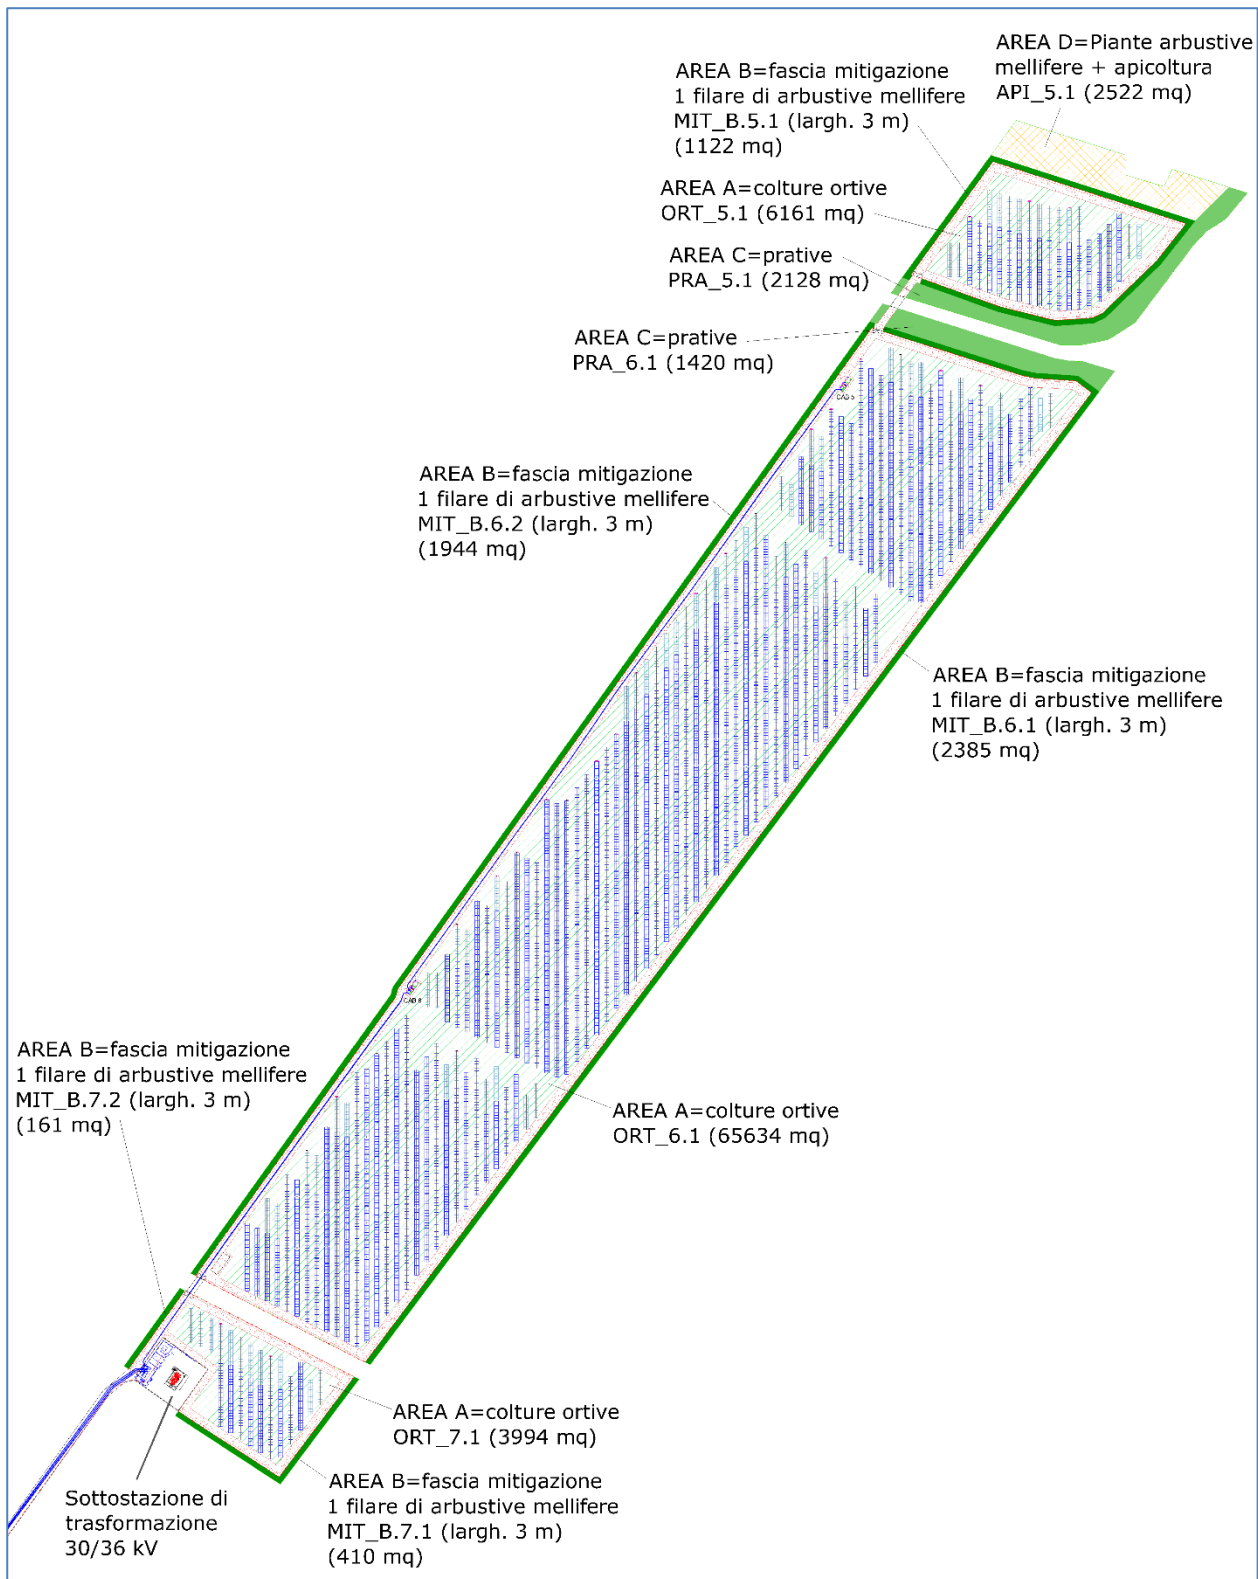 AREA D=Piante arbustive
mellifere + apicoltura
API_5.1 (2522 mq)
AREA B=fascia mitigazione
1 filare di arbustive mellifere
MIT_B.5.1 (largh. 3 m)
(1122 mq)
AREA A=colture ortive
ORT_5.1 (6161 mq)
AREA C=prative
PRA_5.1 (2128 mq)
AREA C=prative
PRA_6.1 (1420 mq)
CAB 5
AREA B=fascia mitigazione
1 filare di arbustive mellifere
MIT_B.6.2 (largh. 3 m)
(1944 mq)
AREA B=fascia mitigazione
1 filare di arbustive mellifere
MIT_B.6.1 (largh. 3 m)
(2385 mq)
CAB 6
AREA B=fascia mitigazione
1 filare di arbustive mellifere
MIT_B.7.2 (largh. 3 m)
(161 mq)
AREA A=colture ortive
ORT_6.1 (65634 mq)
AREA A=colture ortive
ORT_7.1 (3994 mq)
AREA B=fascia mitigazione
1 filare di arbustive mellifere
MIT_B.7.1 (largh. 3 m)
(410 mq)
Sottostazione di
trasformazione
30/36 kV